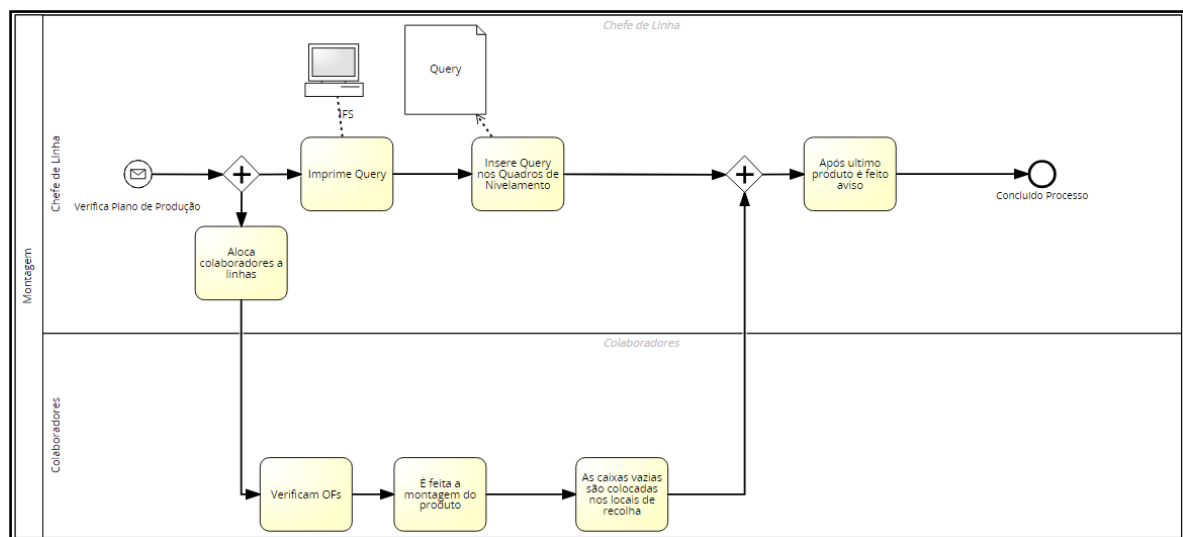 Chefe de Linha
Montagem
Chefe de Linha
Query
IFS
Verifica Plano de Produção
Imprime Query
Insere Query
nos Quadros de
Nivelamento
Após ultimo
produto é feito
aviso
Concluído Processo
Aloca
colaboradores a
linhas
Colaboradores
Colaboradores
Verificam OFs
É feita a
montagem do
produto
As caixas vazias
são colocadas
nos locais de
recolha